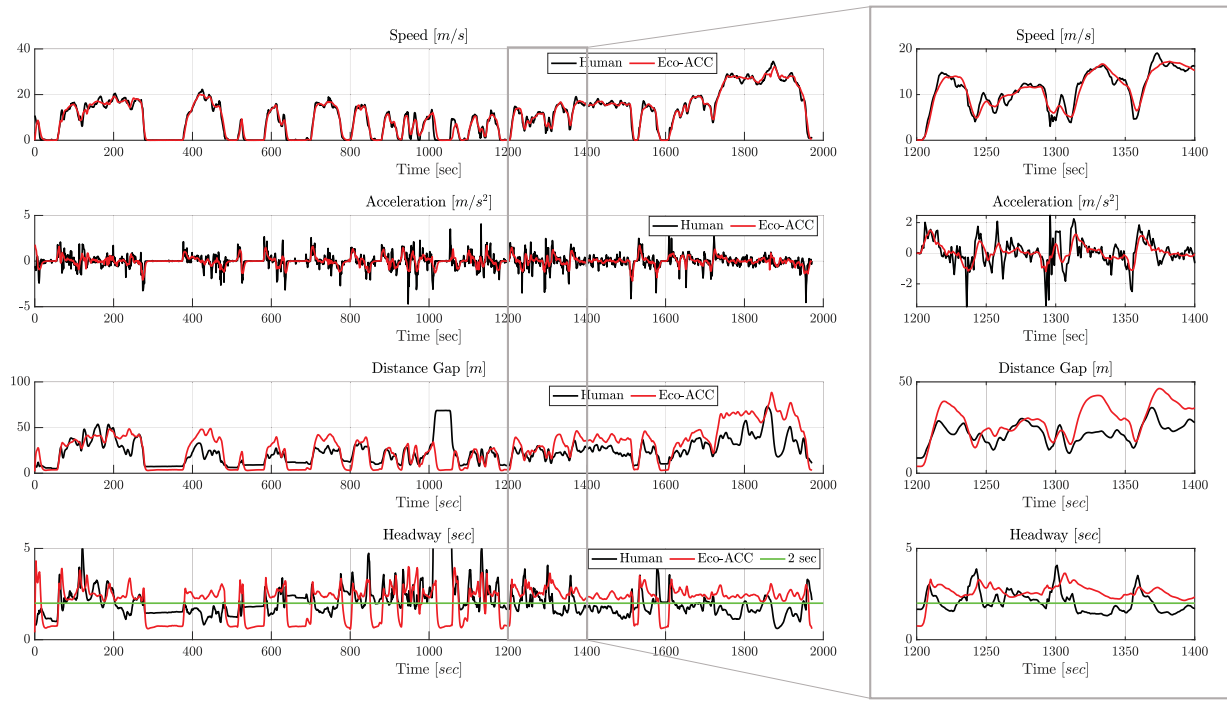 Speed [m/s]
Human Eco-ACC
40
20
0
0 200 400 600 800 1000 1200 1400 1600 1800 2000
Time [sec]
Acceleration [m/s²]
Human Eco-ACC
5
0
-5
0 200 400 600 800 1000 1200 1400 1600 1800 2000
Time [sec]
Distance Gap [m]
Human Eco-ACC
100
50
0
0 200 400 600 800 1000 1200 1400 1600 1800 2000
Time [sec]
Headway [sec]
Human Eco-ACC 2 sec
5
0
0 200 400 600 800 1000 1200 1400 1600 1800 2000
Time [sec]
Speed [m/s]
20
10
0
1200 1250 1300 1350 1400
Time [sec]
Acceleration [m/s²]
2
0
-2
1200 1250 1300 1350 1400
Time [sec]
Distance Gap [m]
50
0
1200 1250 1300 1350 1400
Time [sec]
Headway [sec]
5
0
1200 1250 1300 1350 1400
Time [sec]